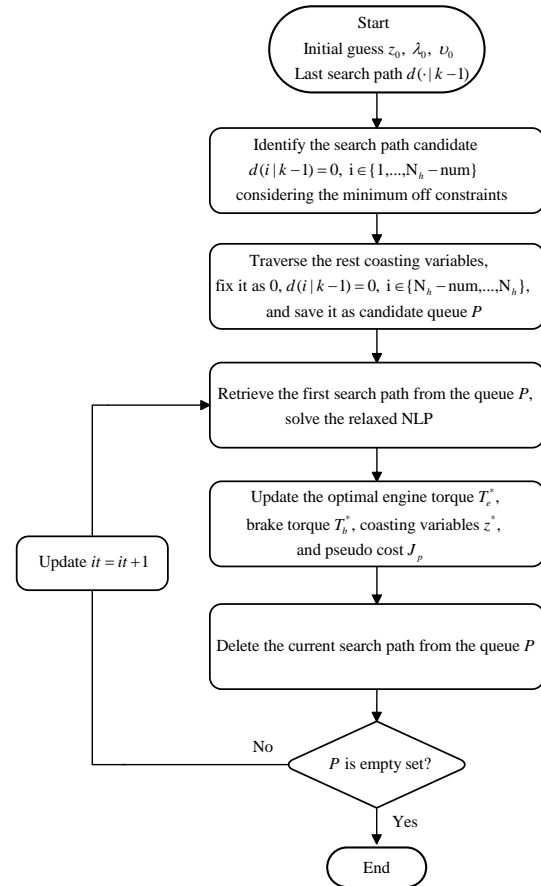 Start
Initial guess z₀, λ₀, υ₀
Last search path d(·|k−1)
Identify the search path candidate
d(i|k−1)=0, i∈{1,...,Nₕ−num}
considering the minimum off constraints
Traverse the rest coasting variables,
fix it as 0, d(i|k−1)=0, i∈{Nₕ−num,...,Nₕ},
and save it as candidate queue P
Retrieve the first search path from the queue P,
solve the relaxed NLP
Update the optimal engine torque Tₑ*,
brake torque T_b*, coasting variables z*,
and pseudo cost Jₚ
Update it=it+1
Delete the current search path from the queue P
No
P is empty set?
Yes
End